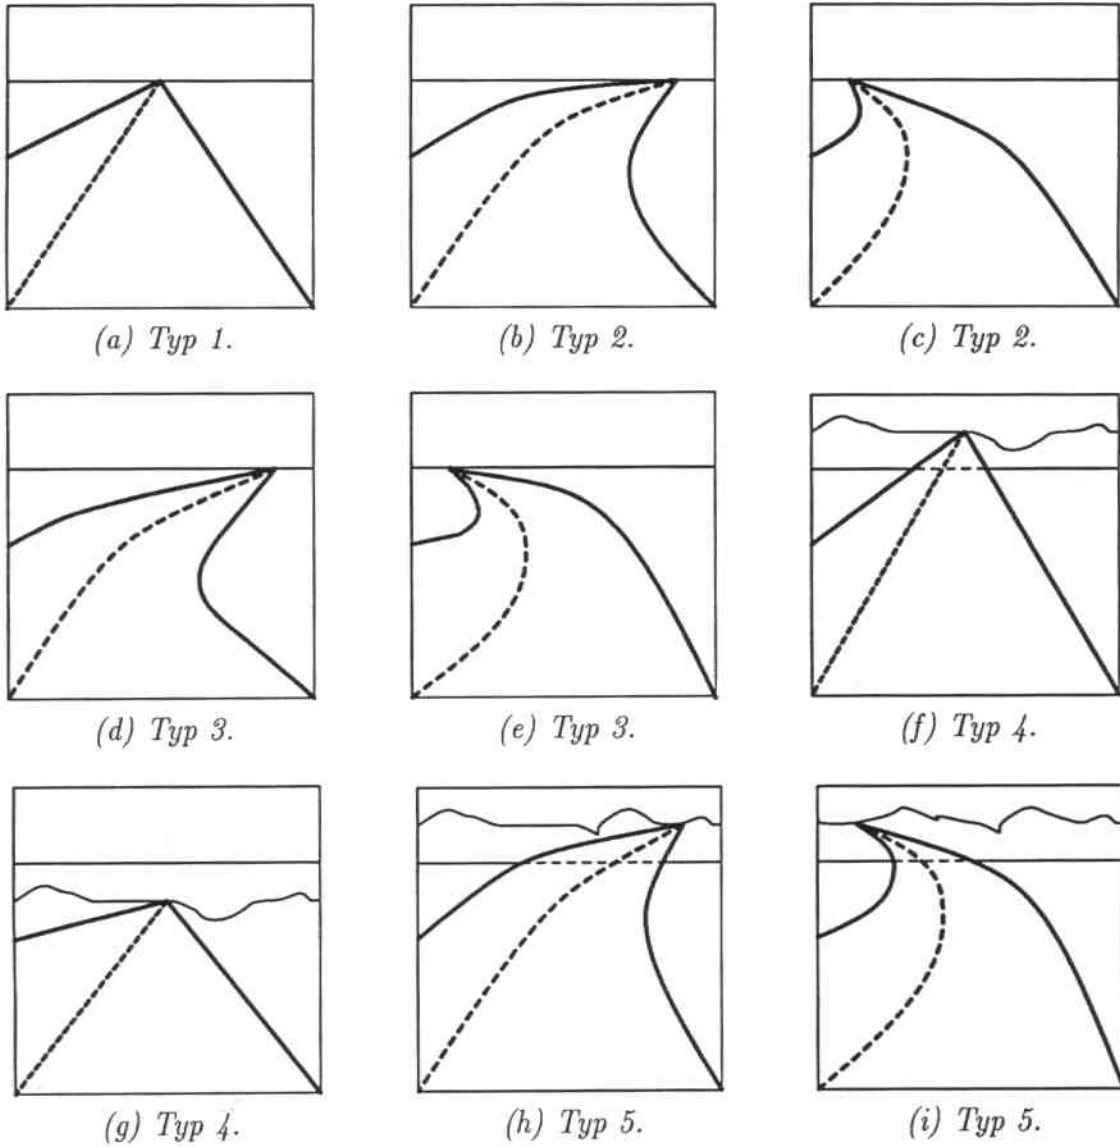 (a) Typ 1.
(b) Typ 2.
(c) Typ 2.
(d) Typ 3.
(e) Typ 3.
(f) Typ 4.
(g) Typ 4.
(h) Typ 5.
(i) Typ 5.